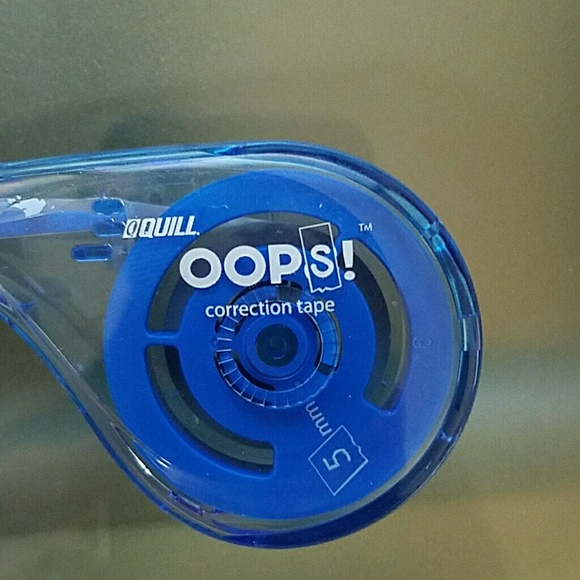 QUILL.
OOPS!™
correction tape
5 mm